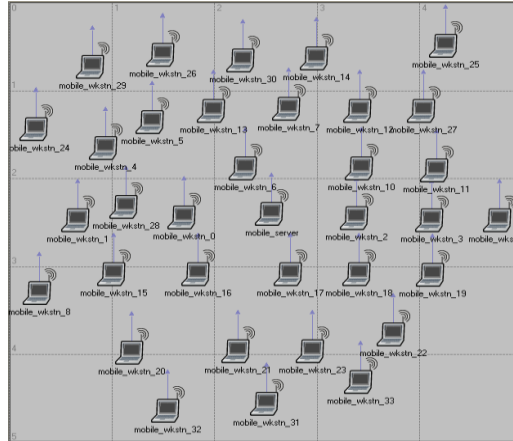 0
1
2
3
4
mobile_wkstn_25
mobile_wkstn_26
mobile_wkstn_30
mobile_wkstn_14
mobile_wkstn_29
1
mobile_wkstn_13
mobile_wkstn_7
mobile_wkstn_12
mobile_wkstn_27
mobile_wkstn_5
mobile_wkstn_24
mobile_wkstn_4
2
mobile_wkstn_6
mobile_wkstn_10
mobile_wkstn_11
mobile_wkstn_28
mobile_wkstn_0
mobile_server
mobile_wkstn_2
mobile_wkstn_3
mobile_wkstn_1
3
mobile_wkstn_15
mobile_wkstn_16
mobile_wkstn_17
mobile_wkstn_18
mobile_wkstn_19
mobile_wkstn_8
4
mobile_wkstn_22
mobile_wkstn_20
mobile_wkstn_21
mobile_wkstn_23
mobile_wkstn_33
mobile_wkstn_32
mobile_wkstn_31
5